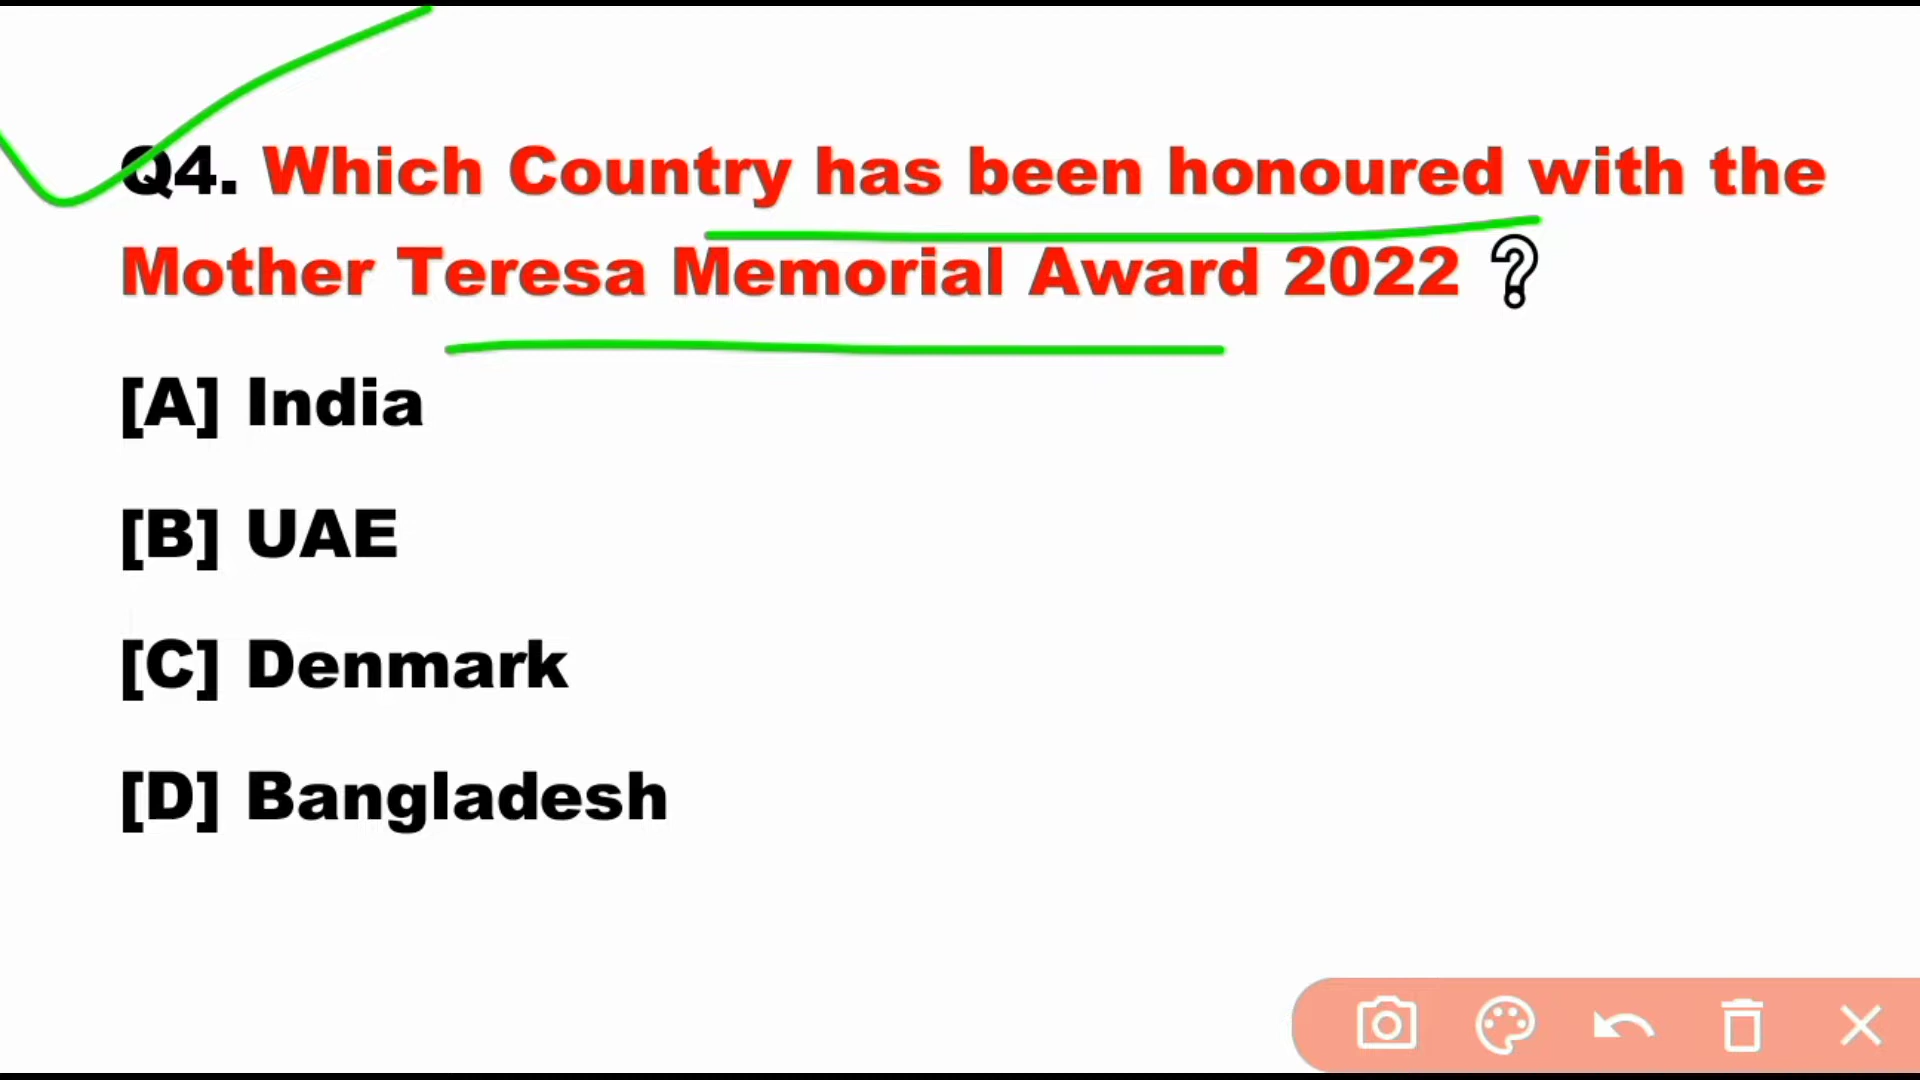 Q4. Which Country has been honoured with the
Mother Teresa Memorial Award 2022 ?
[A] India
[B] UAE
[C] Denmark
[D] Bangladesh